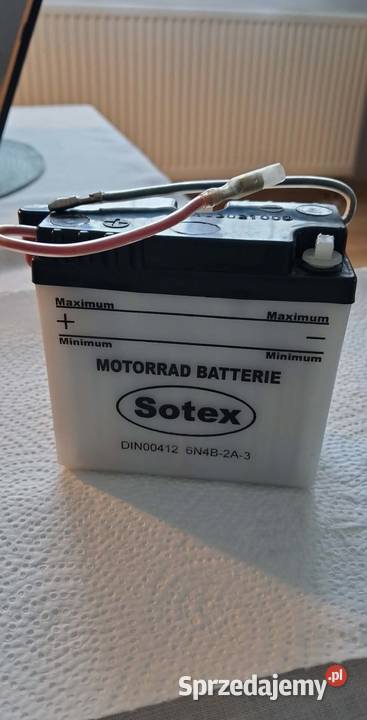 Maximum Maximum
+ −
Minimum Minimum
MOTORRAD BATTERIE
Sotex
DIN00412 6N4B-2A-3
Sprzedajemy.pl